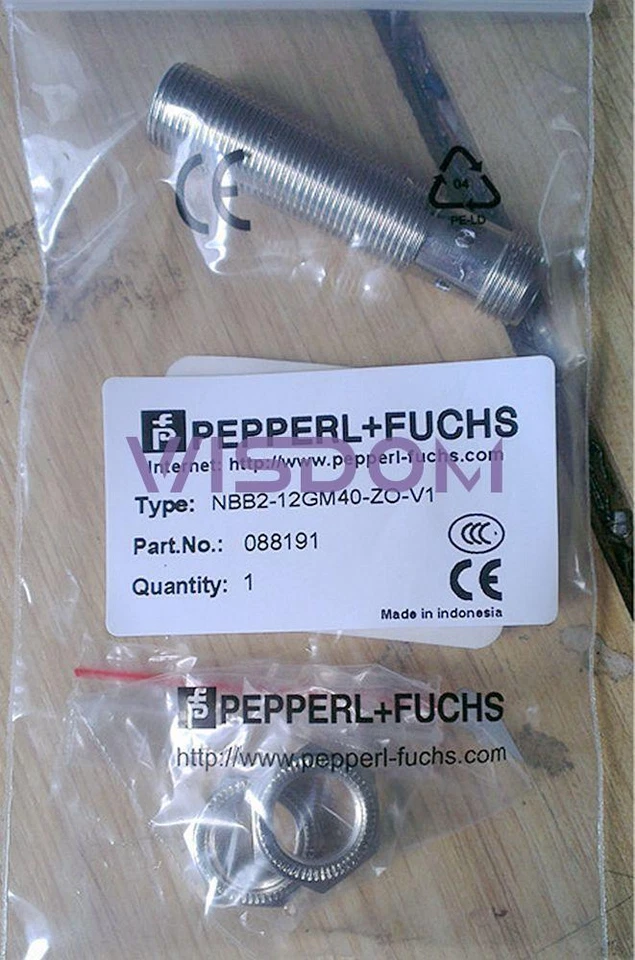 CE
04
PE-LD
PEPPERL+FUCHS
Internet: http://www.pepperl-fuchs.com
WISDOM
Type: NBB2-12GM40-ZO-V1
Part.No.: 088191
CCC
Quantity: 1
CE
Made in indonesia
PEPPERL+FUCHS
http://www.pepperl-fuchs.com